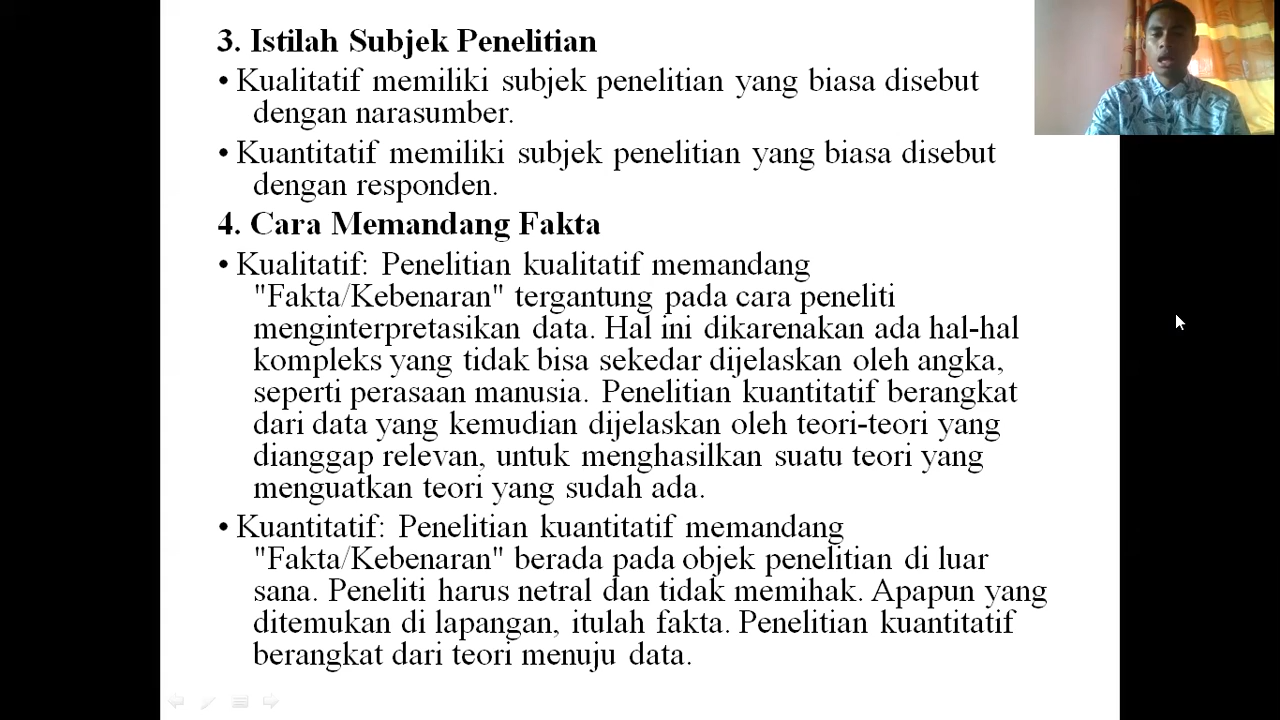 3. Istilah Subjek Penelitian
• Kualitatif memiliki subjek penelitian yang biasa disebut
dengan narasumber.
• Kuantitatif memiliki subjek penelitian yang biasa disebut
dengan responden.
4. Cara Memandang Fakta
• Kualitatif: Penelitian kualitatif memandang
"Fakta/Kebenaran" tergantung pada cara peneliti
menginterpretasikan data. Hal ini dikarenakan ada hal-hal
kompleks yang tidak bisa sekedar dijelaskan oleh angka,
seperti perasaan manusia. Penelitian kuantitatif berangkat
dari data yang kemudian dijelaskan oleh teori-teori yang
dianggap relevan, untuk menghasilkan suatu teori yang
menguatkan teori yang sudah ada.
• Kuantitatif: Penelitian kuantitatif memandang
"Fakta/Kebenaran" berada pada objek penelitian di luar
sana. Peneliti harus netral dan tidak memihak. Apapun yang
ditemukan di lapangan, itulah fakta. Penelitian kuantitatif
berangkat dari teori menuju data.